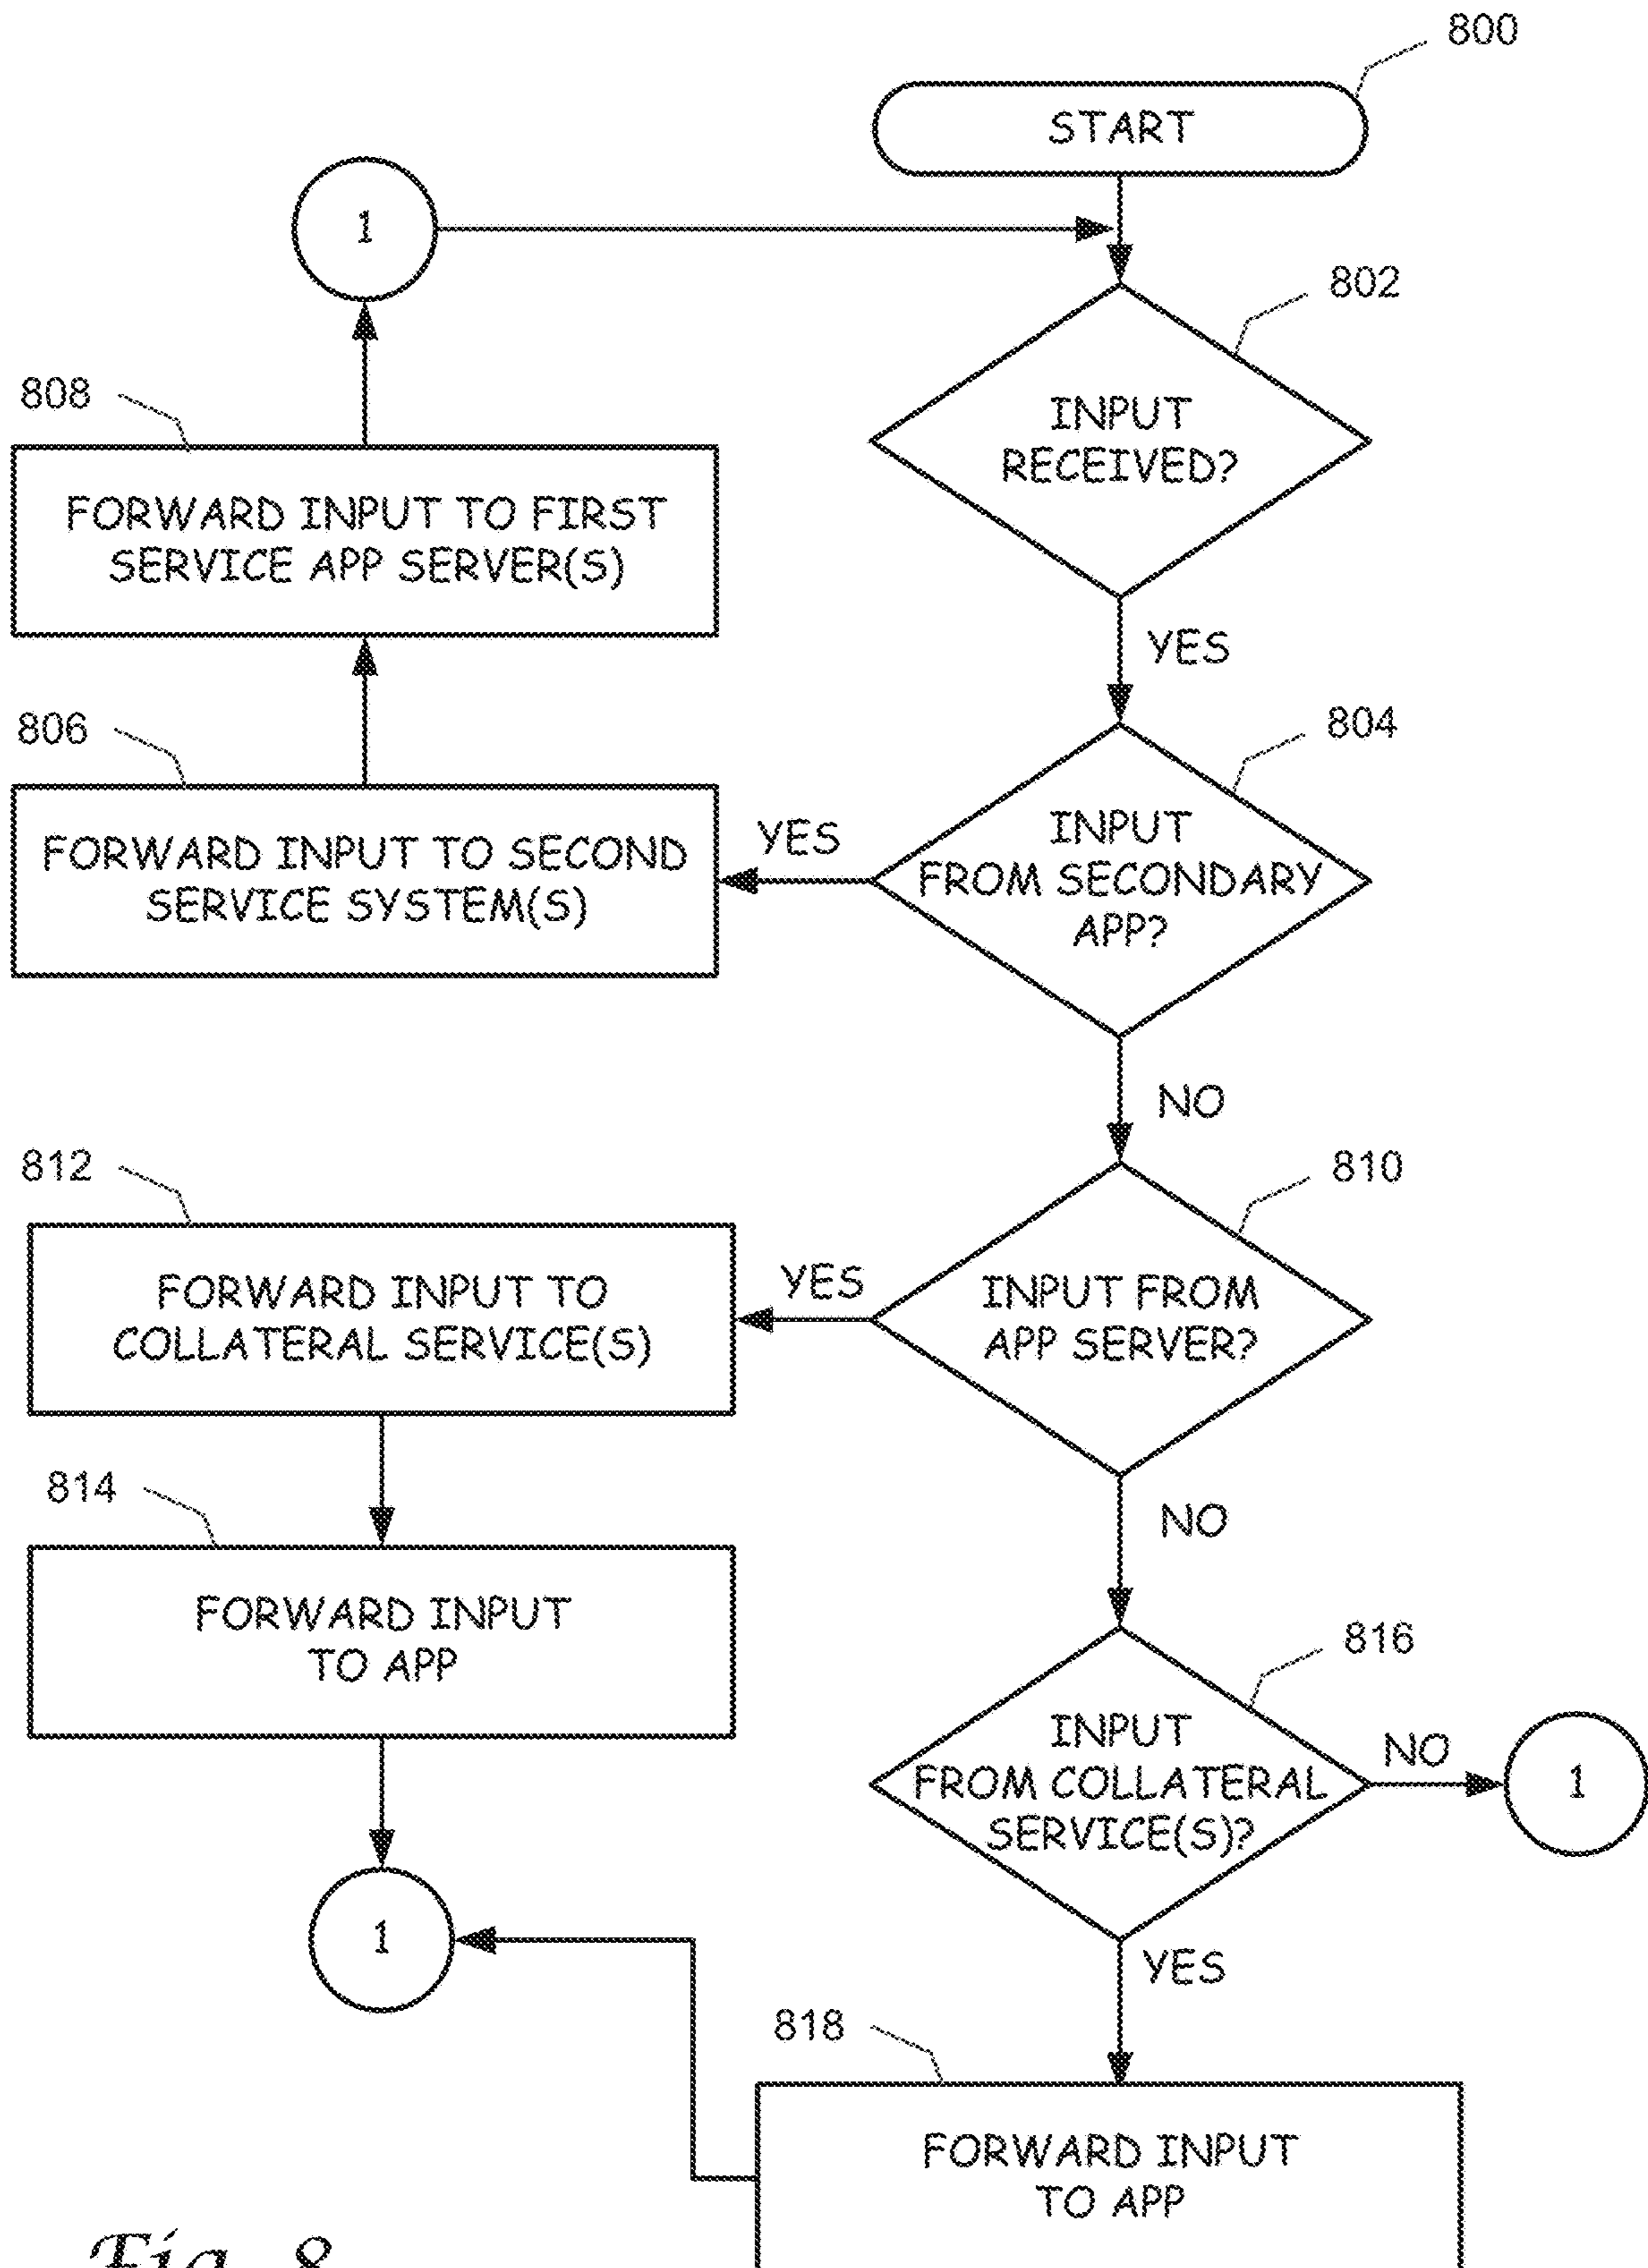 800
START
1
802
INPUT
RECEIVED?
808
FORWARD INPUT TO FIRST
SERVICE APP SERVER(S)
YES
806
804
FORWARD INPUT TO SECOND
SERVICE SYSTEM(S)
YES
INPUT
FROM SECONDARY
APP?
NO
812
810
FORWARD INPUT TO
COLLATERAL SERVICE(S)
YES
INPUT FROM
APP SERVER?
814
NO
FORWARD INPUT
TO APP
816
INPUT
FROM COLLATERAL
SERVICE(S)?
NO
1
1
YES
818
FORWARD INPUT
TO APP
Fig. 8